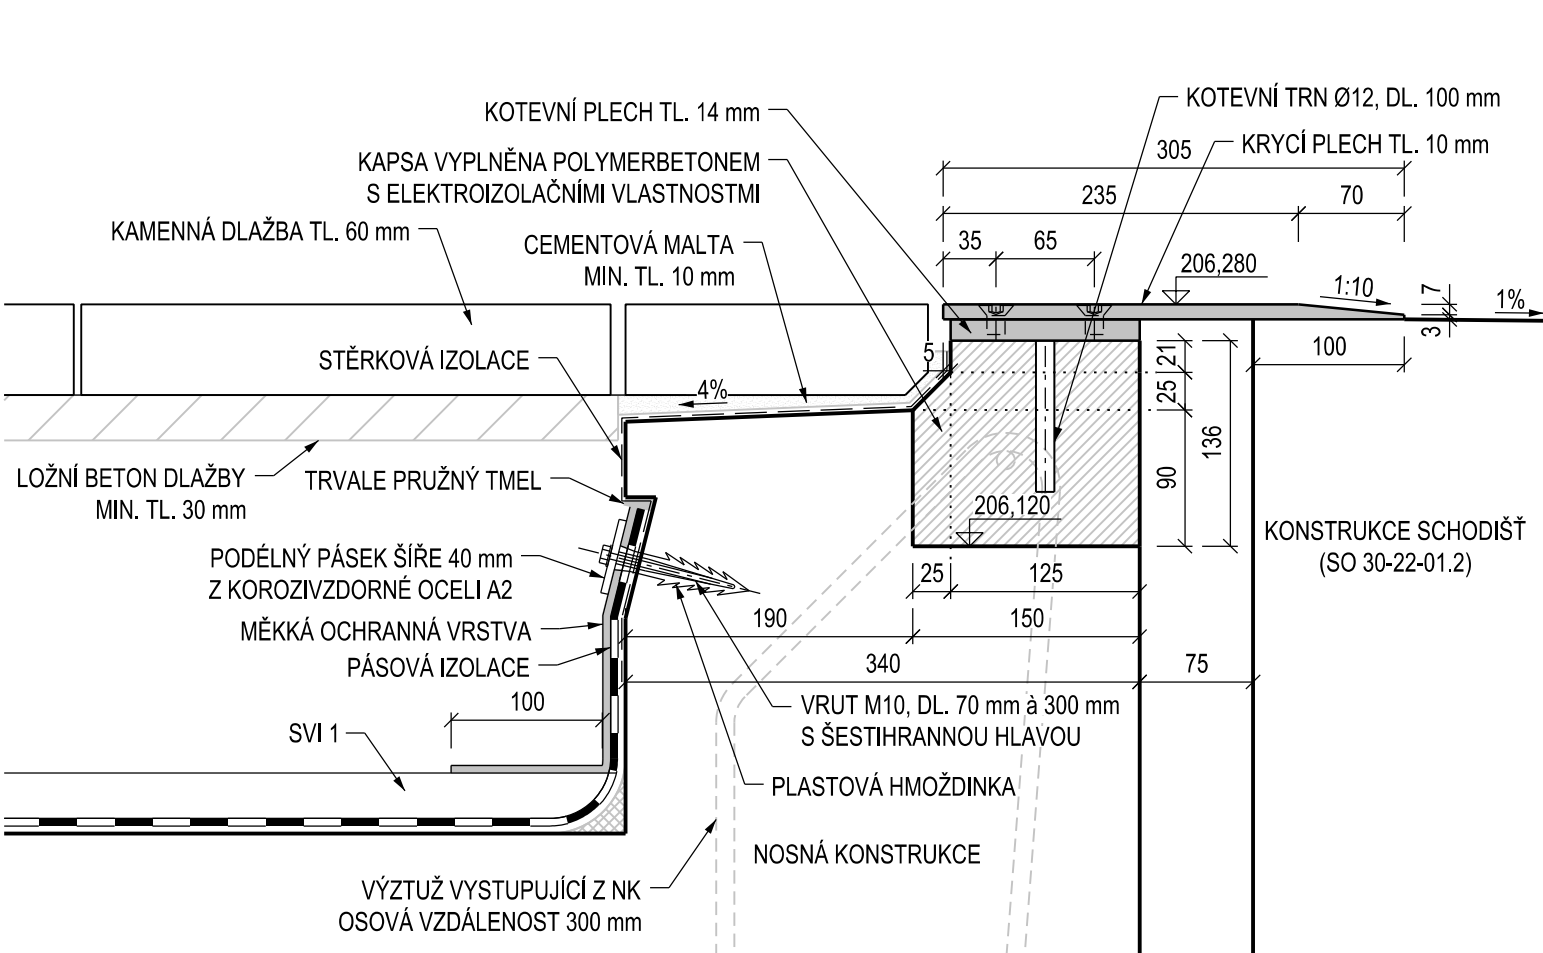 KOTEVNÍ PLECH TL. 14 mm
KOTEVNÍ TRN Ø12, DL. 100 mm
KRYCÍ PLECH TL. 10 mm
305
KAPSA VYPLNĚNA POLYMERBETONEM
S ELEKTROIZOLAČNÍMI VLASTNOSTMI
235
70
KAMENNÁ DLAŽBA TL. 60 mm
CEMENTOVÁ MALTA
MIN. TL. 10 mm
35
65
206,280
1:10
7
3
1%
STĚRKOVÁ IZOLACE
5
21
100
4%
25
136
90
LOŽNÍ BETON DLAŽBY
MIN. TL. 30 mm
TRVALE PRUŽNÝ TMEL
206,120
KONSTRUKCE SCHODIŠŤ
(SO 30-22-01.2)
PODÉLNÝ PÁSEK ŠÍŘE 40 mm
Z KOROZIVZDORNÉ OCELI A2
25
125
MĚKKÁ OCHRANNÁ VRSTVA
190
150
PÁSOVÁ IZOLACE
340
75
100
VRUT M10, DL. 70 mm à 300 mm
S ŠESTIHRANNOU HLAVOU
SVI 1
PLASTOVÁ HMOŽDINKA
NOSNÁ KONSTRUKCE
VÝZTUŽ VYSTUPUJÍCÍ Z NK
OSOVÁ VZDÁLENOST 300 mm